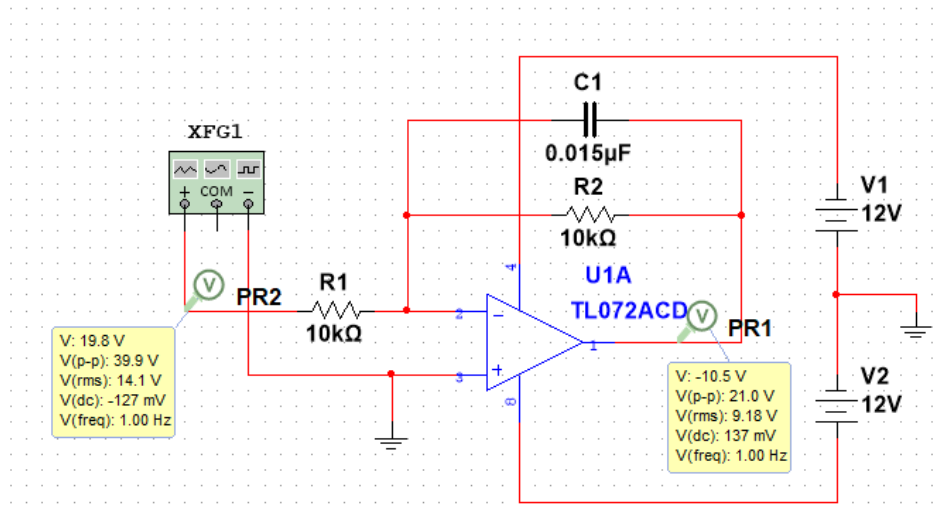 C1
XFG1
0.015µF
+ COM −
R2
V1
12V
10kΩ
4
U1A
R1
TL072ACD
V
PR2
V
PR1
2
−
10kΩ
1
V: 19.8 V
V(p-p): 39.9 V
V(rms): 14.1 V
V(dc): -127 mV
V(freq): 1.00 Hz
3
+
V: -10.5 V
V(p-p): 21.0 V
V(rms): 9.18 V
V(dc): 137 mV
V(freq): 1.00 Hz
8
V2
12V